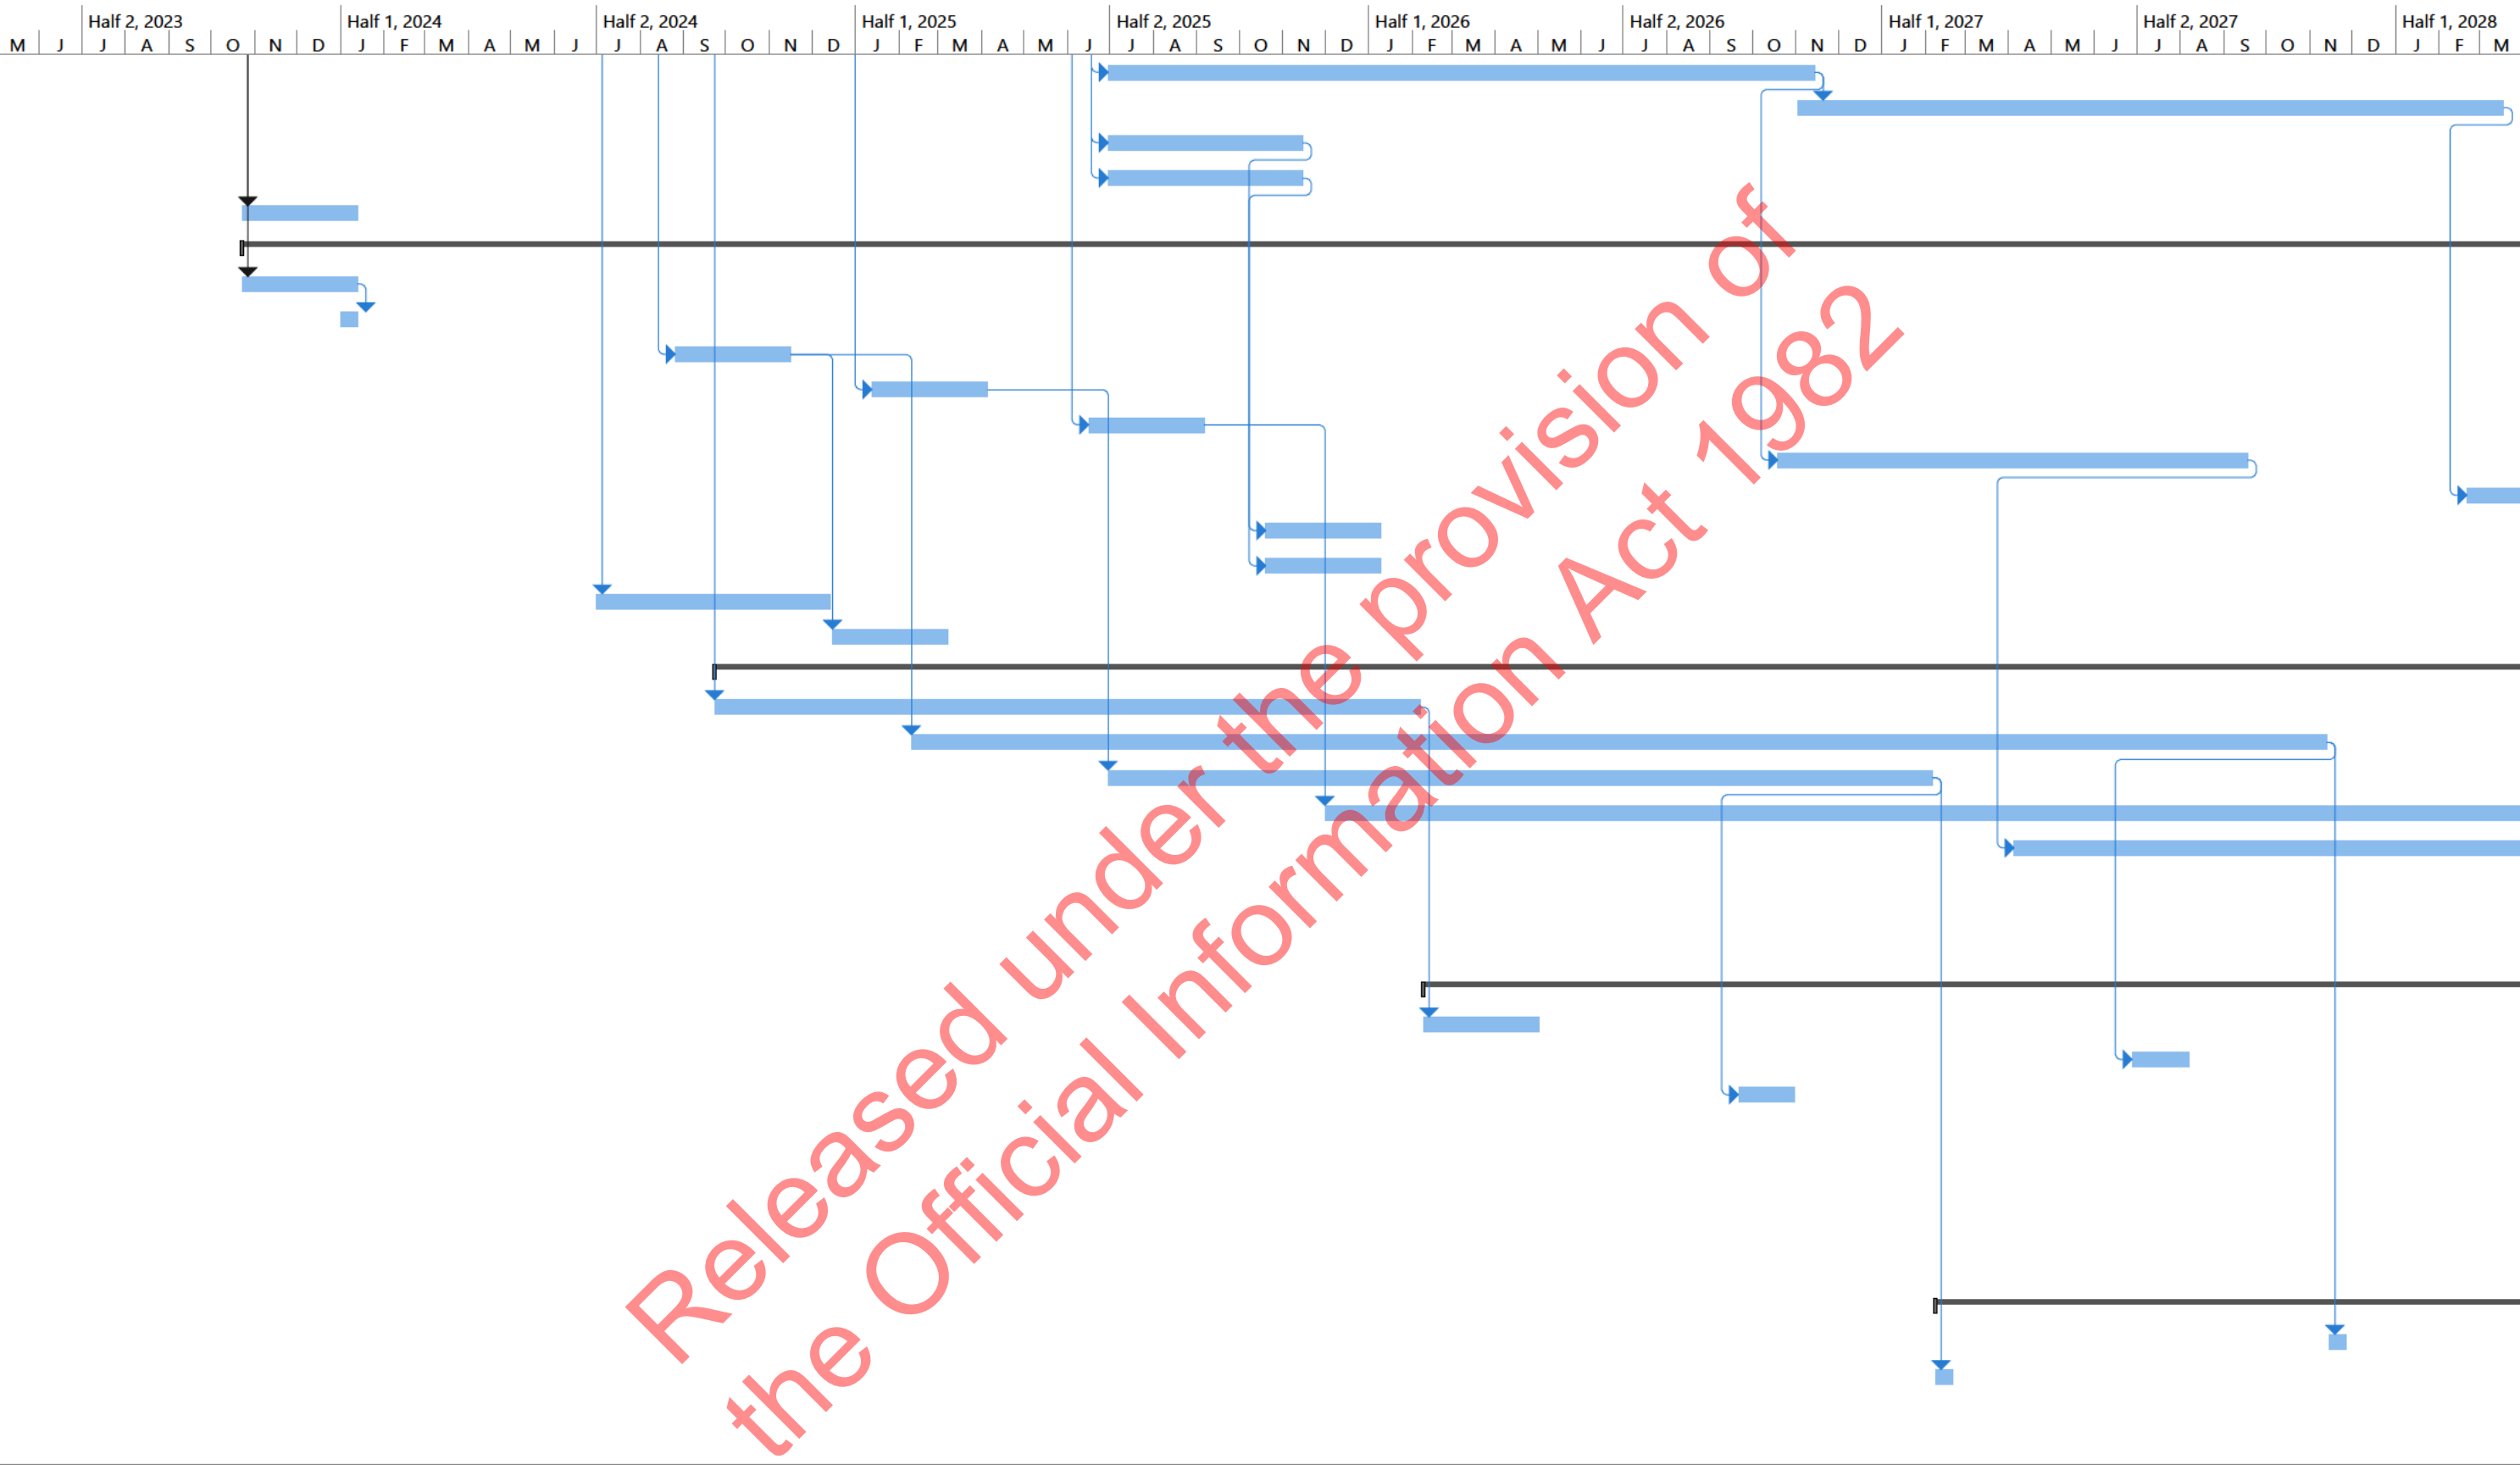 Half 2, 2023 Half 1, 2024 Half 2, 2024 Half 1, 2025 Half 2, 2025 Half 1, 2026 Half 2, 2026 Half 1, 2027 Half 2, 2027 Half 1, 2028
M J J A S O N D J F M A M J J A S O N D J F M A M J J A S O N D J F M A M J J A S O N D J F M A M J J A S O N D J F M
Released under the provision of
the Official Information Act 1982